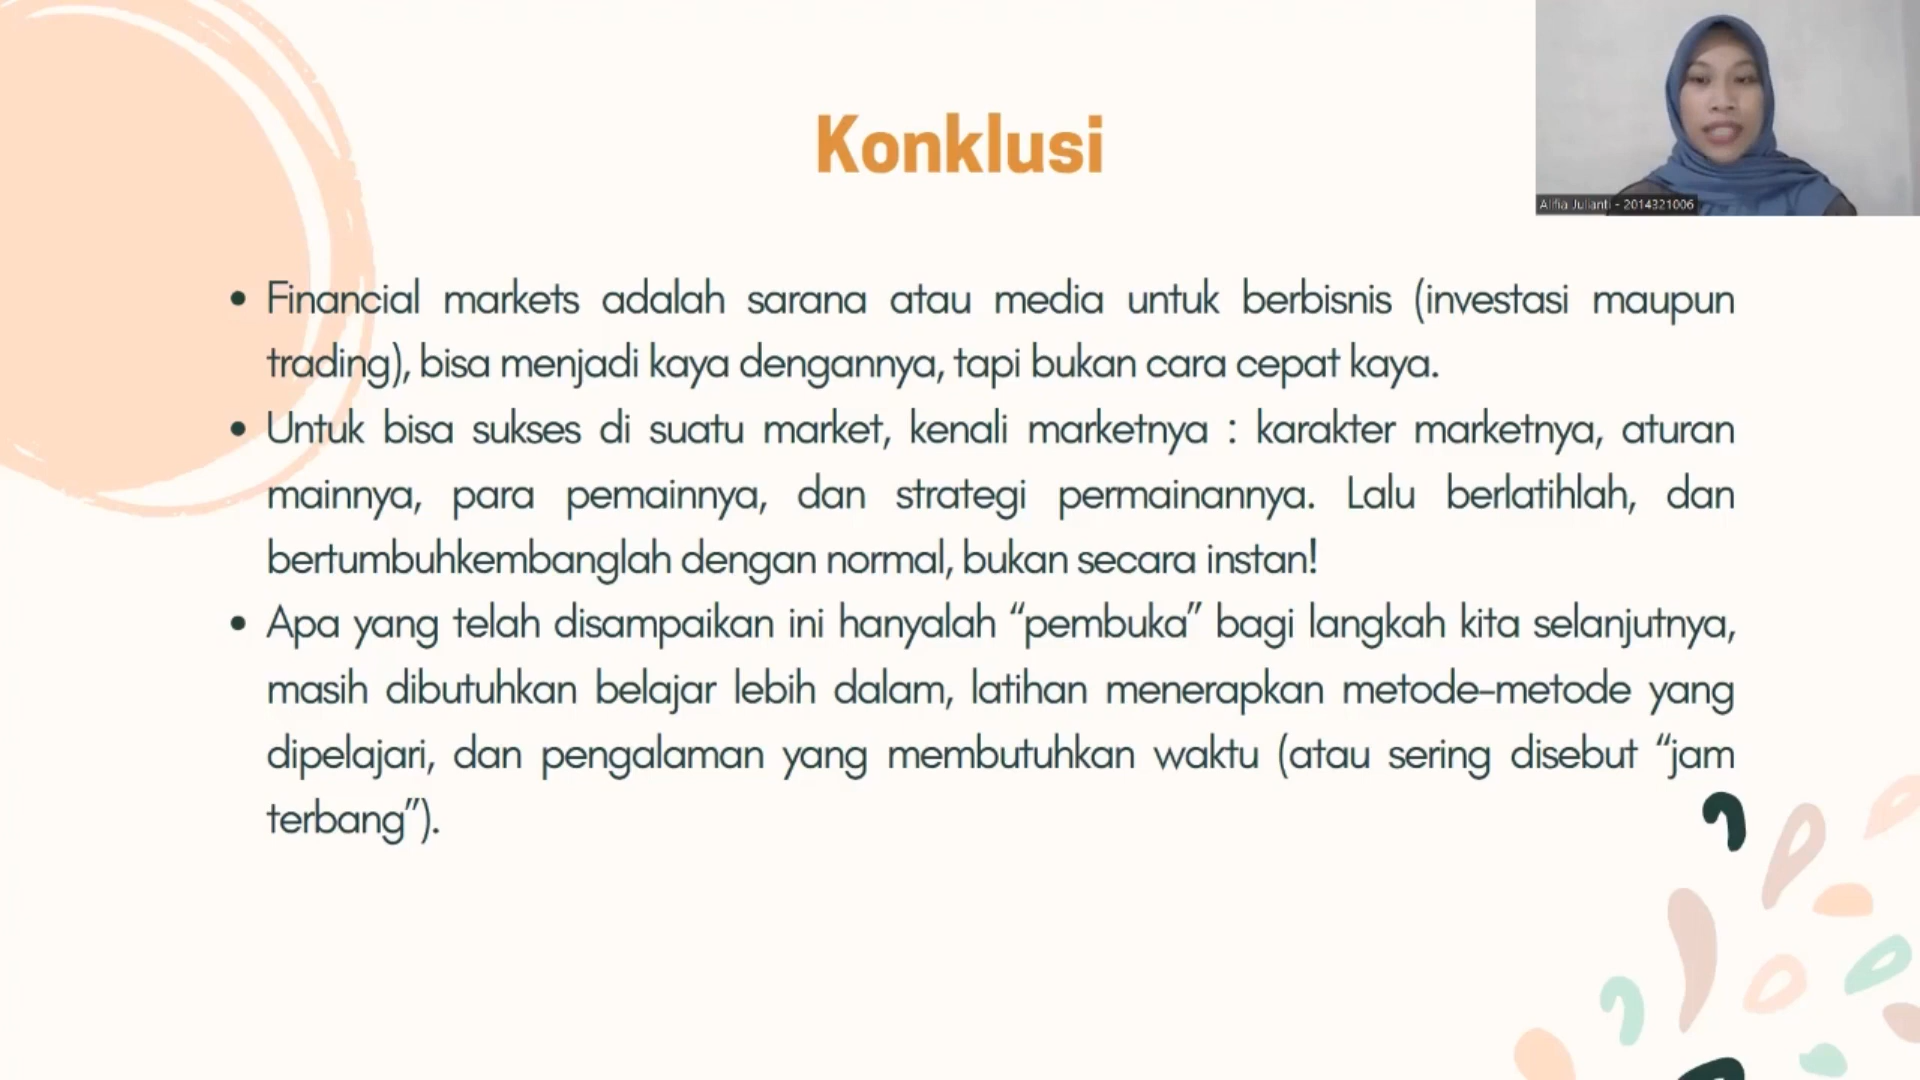 Konklusi
Alifia Julianti - 2014321006
• Financial markets adalah sarana atau media untuk berbisnis (investasi maupun
trading), bisa menjadi kaya dengannya, tapi bukan cara cepat kaya.
• Untuk bisa sukses di suatu market, kenali marketnya : karakter marketnya, aturan
mainnya, para pemainnya, dan strategi permainannya. Lalu berlatihlah, dan
bertumbuhkembanglah dengan normal, bukan secara instan!
• Apa yang telah disampaikan ini hanyalah “pembuka” bagi langkah kita selanjutnya,
masih dibutuhkan belajar lebih dalam, latihan menerapkan metode-metode yang
dipelajari, dan pengalaman yang membutuhkan waktu (atau sering disebut “jam
terbang”).